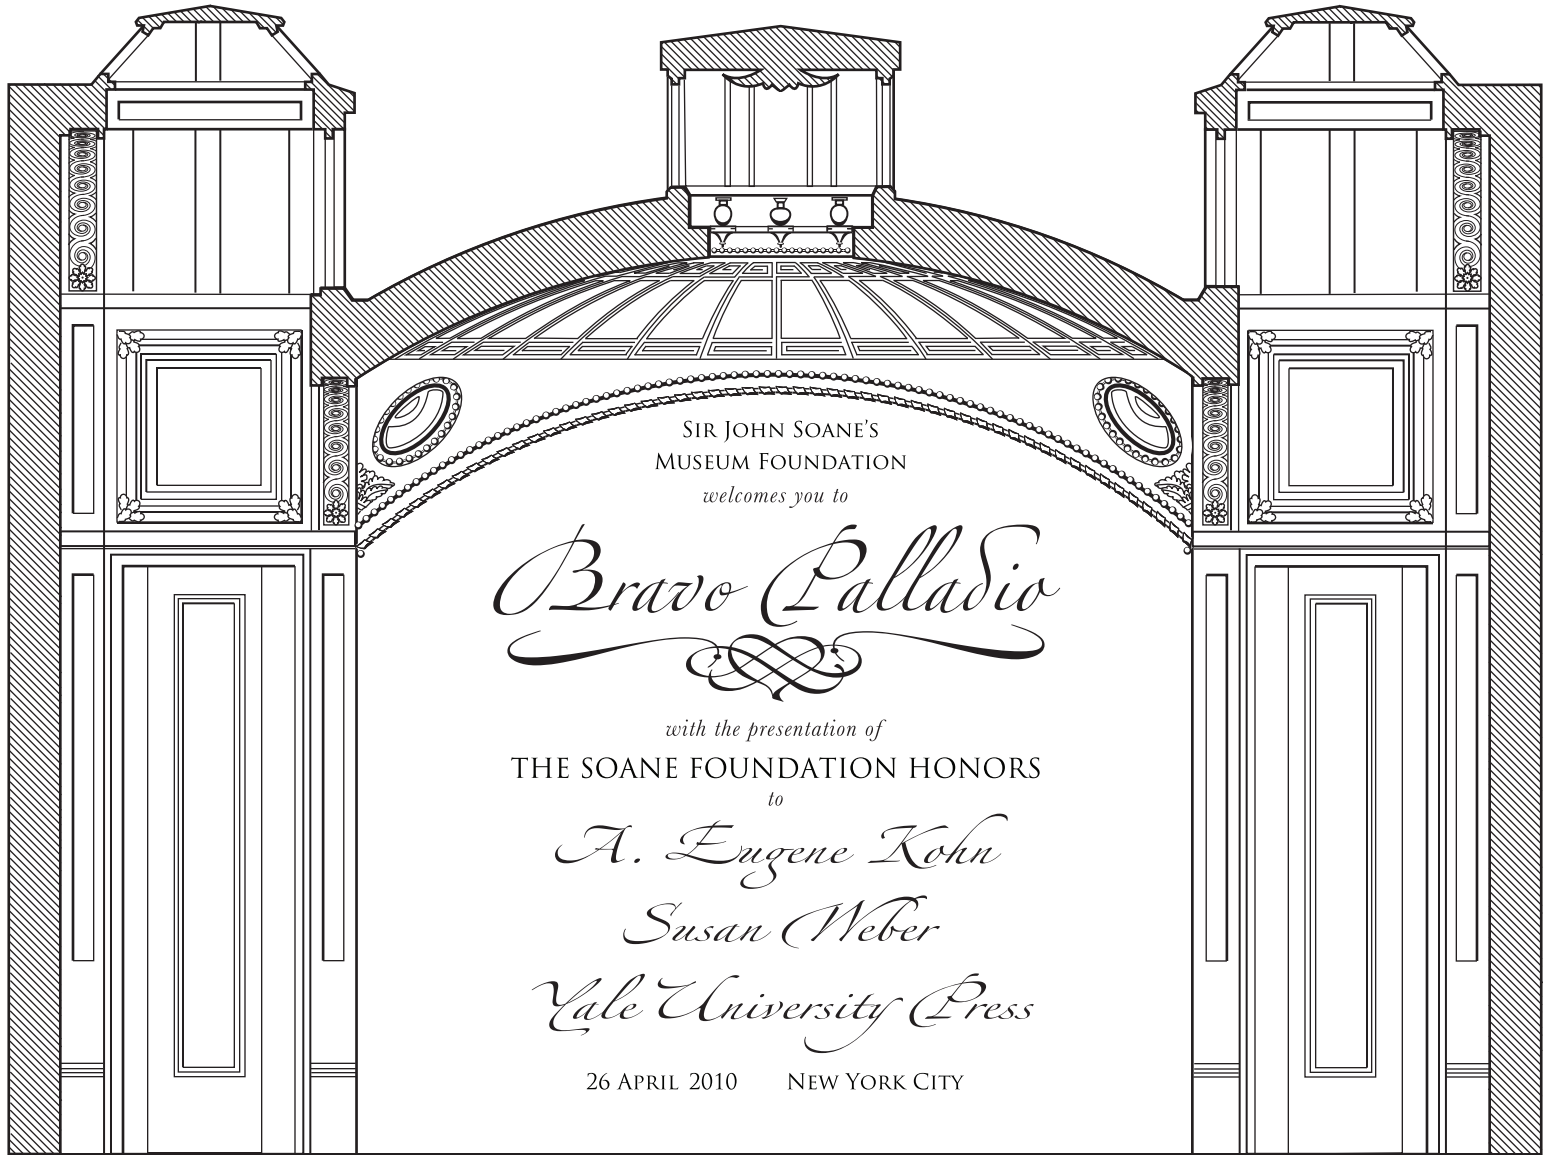 Sir John Soane's
Museum Foundation
welcomes you to
Bravo Palladio
with the presentation of
THE SOANE FOUNDATION HONORS
to
A. Eugene Kohn
Susan Weber
Yale University Press
26 April 2010 New York City